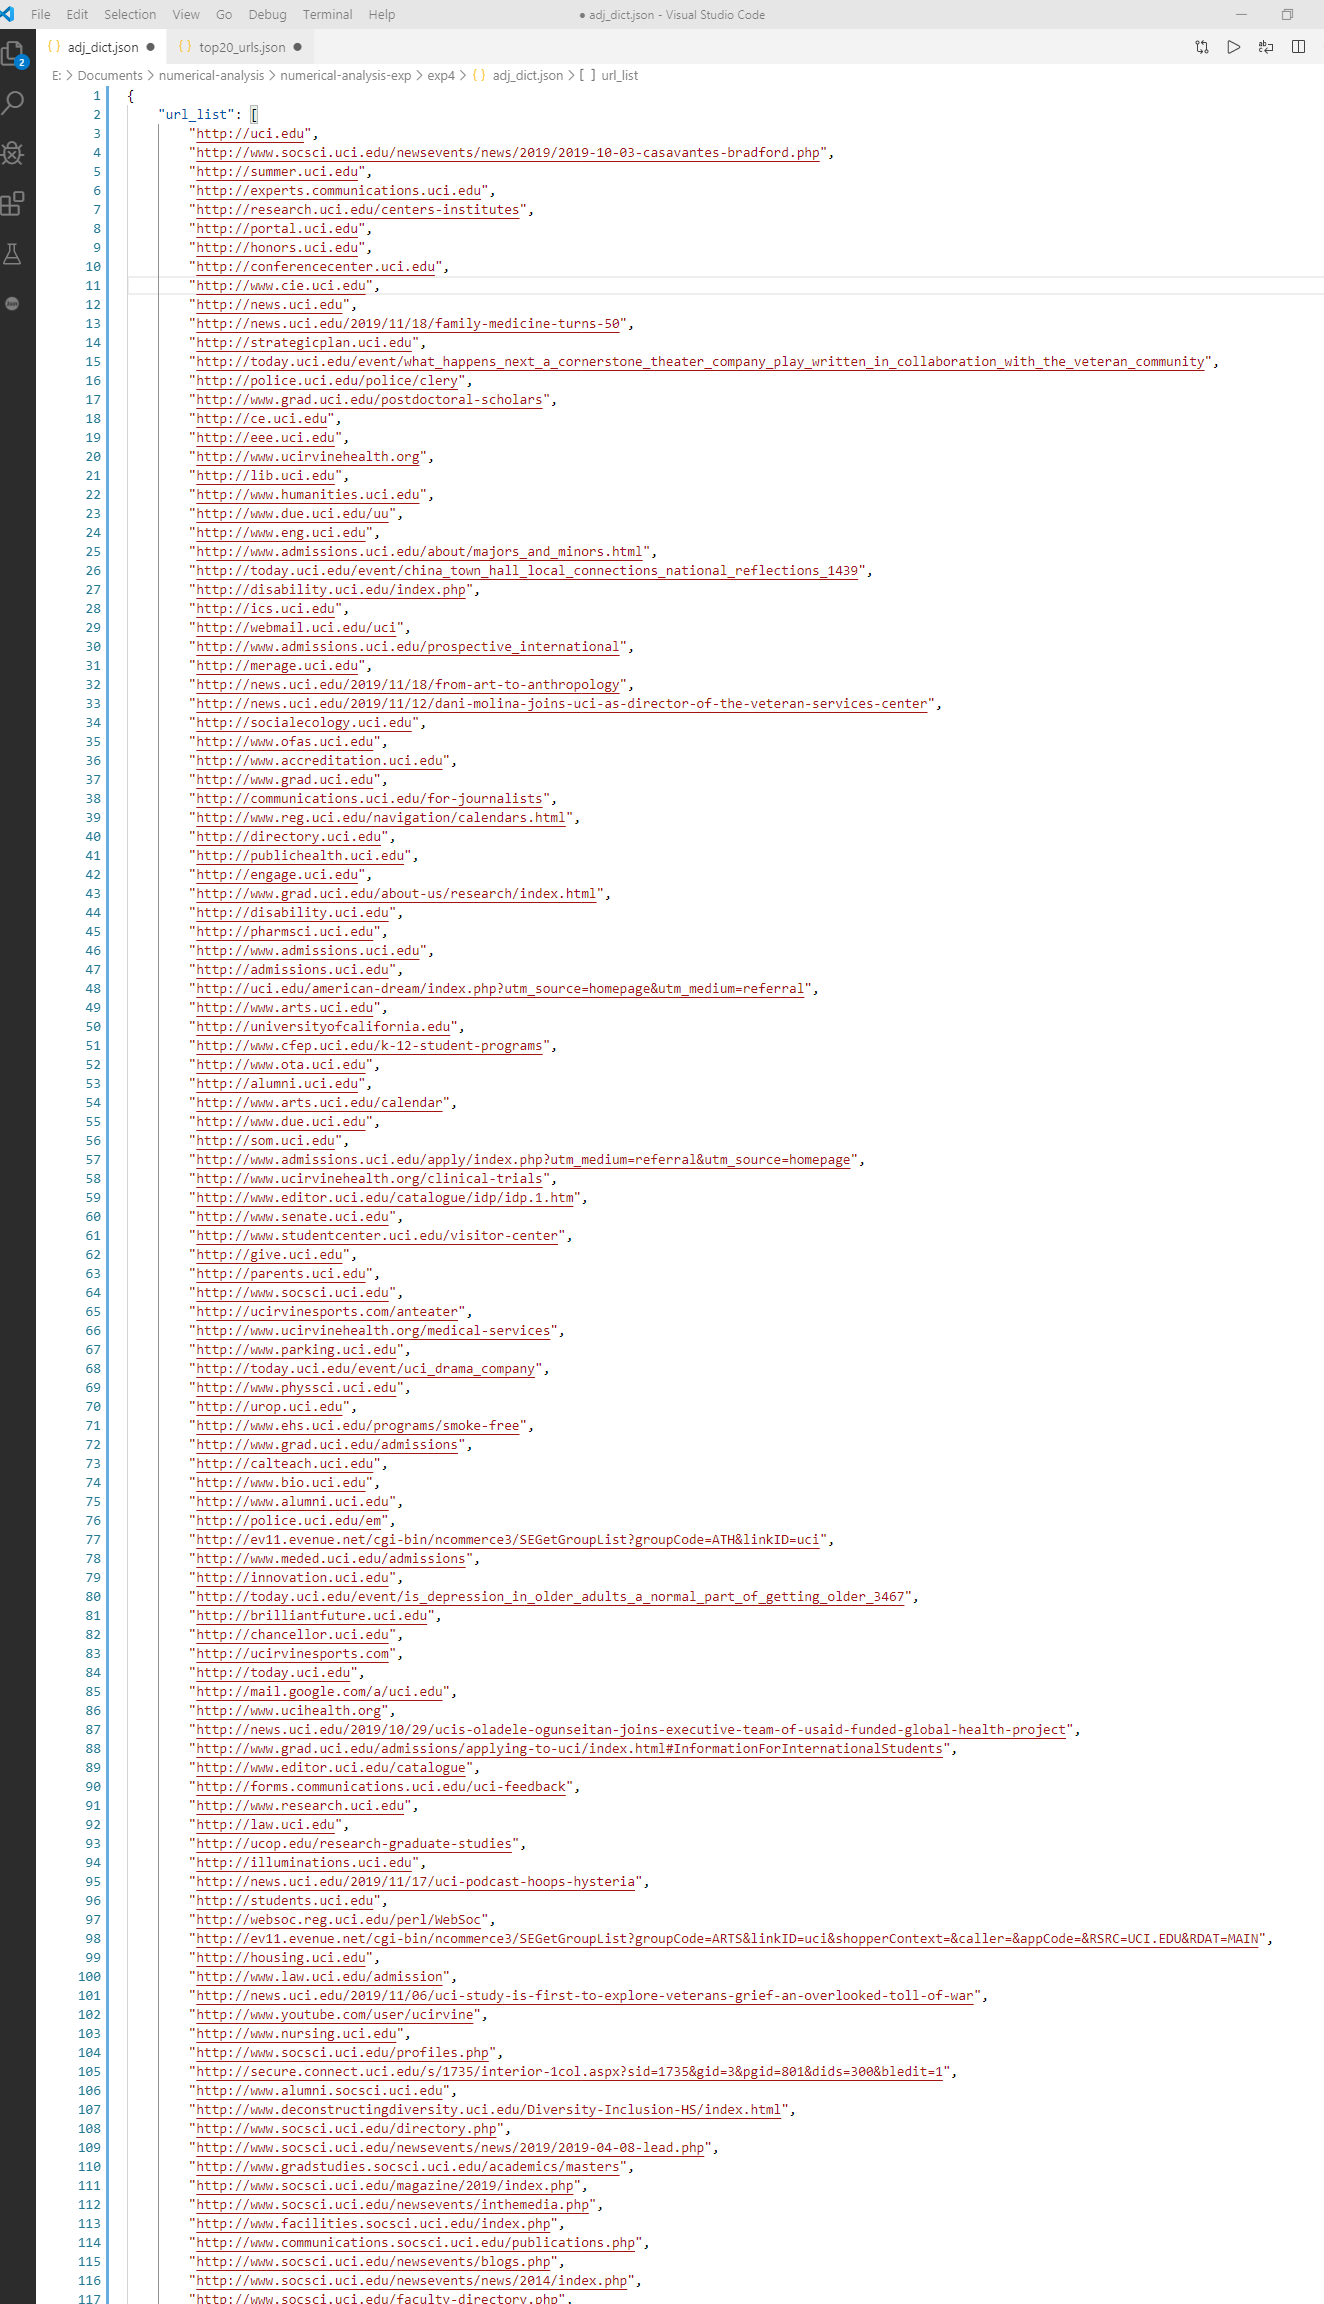 File Edit Selection View Go Debug Terminal Help ● adj_dict.json - Visual Studio Code
{} adj_dict.json ● {} top20_urls.json ●
2
E: > Documents > numerical-analysis > numerical-analysis-exp > exp4 > {} adj_dict.json > [ ] url_list
1 {
2 "url_list": [
3 "http://uci.edu",
4 "http://www.socsci.uci.edu/newsevents/news/2019/2019-10-03-casavantes-bradford.php",
5 "http://summer.uci.edu",
6 "http://experts.communications.uci.edu",
7 "http://research.uci.edu/centers-institutes",
8 "http://portal.uci.edu",
9 "http://honors.uci.edu",
10 "http://conferencecenter.uci.edu",
11 "http://www.cie.uci.edu",
12 "http://news.uci.edu",
13 "http://news.uci.edu/2019/11/18/family-medicine-turns-50",
14 "http://strategicplan.uci.edu",
15 "http://today.uci.edu/event/what_happens_next_a_cornerstone_theater_company_play_written_in_collaboration_with_the_veteran_community",
16 "http://police.uci.edu/police/clery",
17 "http://www.grad.uci.edu/postdoctoral-scholars",
18 "http://ce.uci.edu",
19 "http://eee.uci.edu",
20 "http://www.ucirvinehealth.org",
21 "http://lib.uci.edu",
22 "http://www.humanities.uci.edu",
23 "http://www.due.uci.edu/uu",
24 "http://www.eng.uci.edu",
25 "http://www.admissions.uci.edu/about/majors_and_minors.html",
26 "http://today.uci.edu/event/china_town_hall_local_connections_national_reflections_1439",
27 "http://disability.uci.edu/index.php",
28 "http://ics.uci.edu",
29 "http://webmail.uci.edu/uci",
30 "http://www.admissions.uci.edu/prospective_international",
31 "http://merage.uci.edu",
32 "http://news.uci.edu/2019/11/18/from-art-to-anthropology",
33 "http://news.uci.edu/2019/11/12/dani-molina-joins-uci-as-director-of-the-veteran-services-center",
34 "http://socialecology.uci.edu",
35 "http://www.ofas.uci.edu",
36 "http://www.accreditation.uci.edu",
37 "http://www.grad.uci.edu",
38 "http://communications.uci.edu/for-journalists",
39 "http://www.reg.uci.edu/navigation/calendars.html",
40 "http://directory.uci.edu",
41 "http://publichealth.uci.edu",
42 "http://engage.uci.edu",
43 "http://www.grad.uci.edu/about-us/research/index.html",
44 "http://disability.uci.edu",
45 "http://pharmsci.uci.edu",
46 "http://www.admissions.uci.edu",
47 "http://admissions.uci.edu",
48 "http://uci.edu/american-dream/index.php?utm_source=homepage&utm_medium=referral",
49 "http://www.arts.uci.edu",
50 "http://universityofcalifornia.edu",
51 "http://www.cfep.uci.edu/k-12-student-programs",
52 "http://www.ota.uci.edu",
53 "http://alumni.uci.edu",
54 "http://www.arts.uci.edu/calendar",
55 "http://www.due.uci.edu",
56 "http://som.uci.edu",
57 "http://www.admissions.uci.edu/apply/index.php?utm_medium=referral&utm_source=homepage",
58 "http://www.ucirvinehealth.org/clinical-trials",
59 "http://www.editor.uci.edu/catalogue/idp/idp.1.htm",
60 "http://www.senate.uci.edu",
61 "http://www.studentcenter.uci.edu/visitor-center",
62 "http://give.uci.edu",
63 "http://parents.uci.edu",
64 "http://www.socsci.uci.edu",
65 "http://ucirvinesports.com/anteater",
66 "http://www.ucirvinehealth.org/medical-services",
67 "http://www.parking.uci.edu",
68 "http://today.uci.edu/event/uci_drama_company",
69 "http://www.physsci.uci.edu",
70 "http://urop.uci.edu",
71 "http://www.ehs.uci.edu/programs/smoke-free",
72 "http://www.grad.uci.edu/admissions",
73 "http://calteach.uci.edu",
74 "http://www.bio.uci.edu",
75 "http://www.alumni.uci.edu",
76 "http://police.uci.edu/em",
77 "http://ev11.evenue.net/cgi-bin/ncommerce3/SEGetGroupList?groupCode=ATH&linkID=uci",
78 "http://www.meded.uci.edu/admissions",
79 "http://innovation.uci.edu",
80 "http://today.uci.edu/event/is_depression_in_older_adults_a_normal_part_of_getting_older_3467",
81 "http://brilliantfuture.uci.edu",
82 "http://chancellor.uci.edu",
83 "http://ucirvinesports.com",
84 "http://today.uci.edu",
85 "http://mail.google.com/a/uci.edu",
86 "http://www.ucihealth.org",
87 "http://news.uci.edu/2019/10/29/ucis-oladele-ogunseitan-joins-executive-team-of-usaid-funded-global-health-project",
88 "http://www.grad.uci.edu/admissions/applying-to-uci/index.html#InformationForInternationalStudents",
89 "http://www.editor.uci.edu/catalogue",
90 "http://forms.communications.uci.edu/uci-feedback",
91 "http://www.research.uci.edu",
92 "http://law.uci.edu",
93 "http://ucop.edu/research-graduate-studies",
94 "http://illuminations.uci.edu",
95 "http://news.uci.edu/2019/11/17/uci-podcast-hoops-hysteria",
96 "http://students.uci.edu",
97 "http://websoc.reg.uci.edu/perl/WebSoc",
98 "http://ev11.evenue.net/cgi-bin/ncommerce3/SEGetGroupList?groupCode=ARTS&linkID=uci&shopperContext=&caller=&appCode=&RSRC=UCI.EDU&RDAT=MAIN",
99 "http://housing.uci.edu",
100 "http://www.law.uci.edu/admission",
101 "http://news.uci.edu/2019/11/06/uci-study-is-first-to-explore-veterans-grief-an-overlooked-toll-of-war",
102 "http://www.youtube.com/user/ucirvine",
103 "http://www.nursing.uci.edu",
104 "http://www.socsci.uci.edu/profiles.php",
105 "http://secure.connect.uci.edu/s/1735/interior-1col.aspx?sid=1735&gid=3&pgid=801&dids=300&bledit=1",
106 "http://www.alumni.socsci.uci.edu",
107 "http://www.deconstructingdiversity.uci.edu/Diversity-Inclusion-HS/index.html",
108 "http://www.socsci.uci.edu/directory.php",
109 "http://www.socsci.uci.edu/newsevents/news/2019/2019-04-08-lead.php",
110 "http://www.gradstudies.socsci.uci.edu/academics/masters",
111 "http://www.socsci.uci.edu/magazine/2019/index.php",
112 "http://www.socsci.uci.edu/newsevents/inthemedia.php",
113 "http://www.facilities.socsci.uci.edu/index.php",
114 "http://www.communications.socsci.uci.edu/publications.php",
115 "http://www.socsci.uci.edu/newsevents/blogs.php",
116 "http://www.socsci.uci.edu/newsevents/news/2014/index.php",
117 "http://www.socsci.uci.edu/faculty-directory.php",